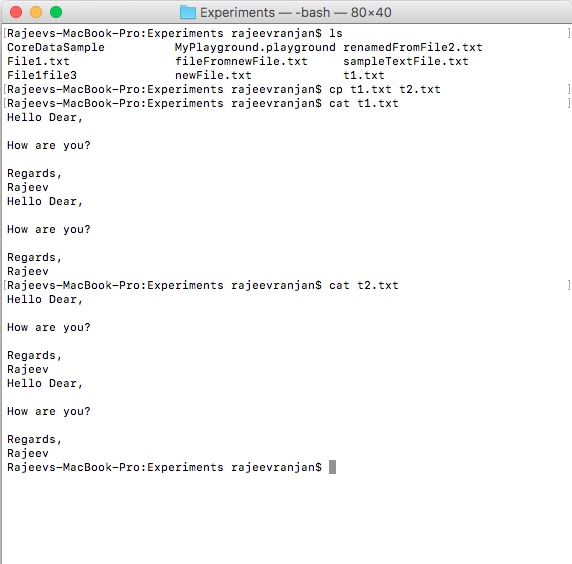 Experiments — -bash — 80×40
[Rajeevs-MacBook-Pro:Experiments rajeevranjan$ ls ]
CoreDataSample MyPlayground.playground renamedFromFile2.txt
File1.txt fileFromnewFile.txt sampleTextFile.txt
File1file3 newFile.txt t1.txt
[Rajeevs-MacBook-Pro:Experiments rajeevranjan$ cp t1.txt t2.txt ]
[Rajeevs-MacBook-Pro:Experiments rajeevranjan$ cat t1.txt ]
Hello Dear,
How are you?
Regards,
Rajeev
Hello Dear,
How are you?
Regards,
Rajeev
[Rajeevs-MacBook-Pro:Experiments rajeevranjan$ cat t2.txt ]
Hello Dear,
How are you?
Regards,
Rajeev
Hello Dear,
How are you?
Regards,
Rajeev
Rajeevs-MacBook-Pro:Experiments rajeevranjan$